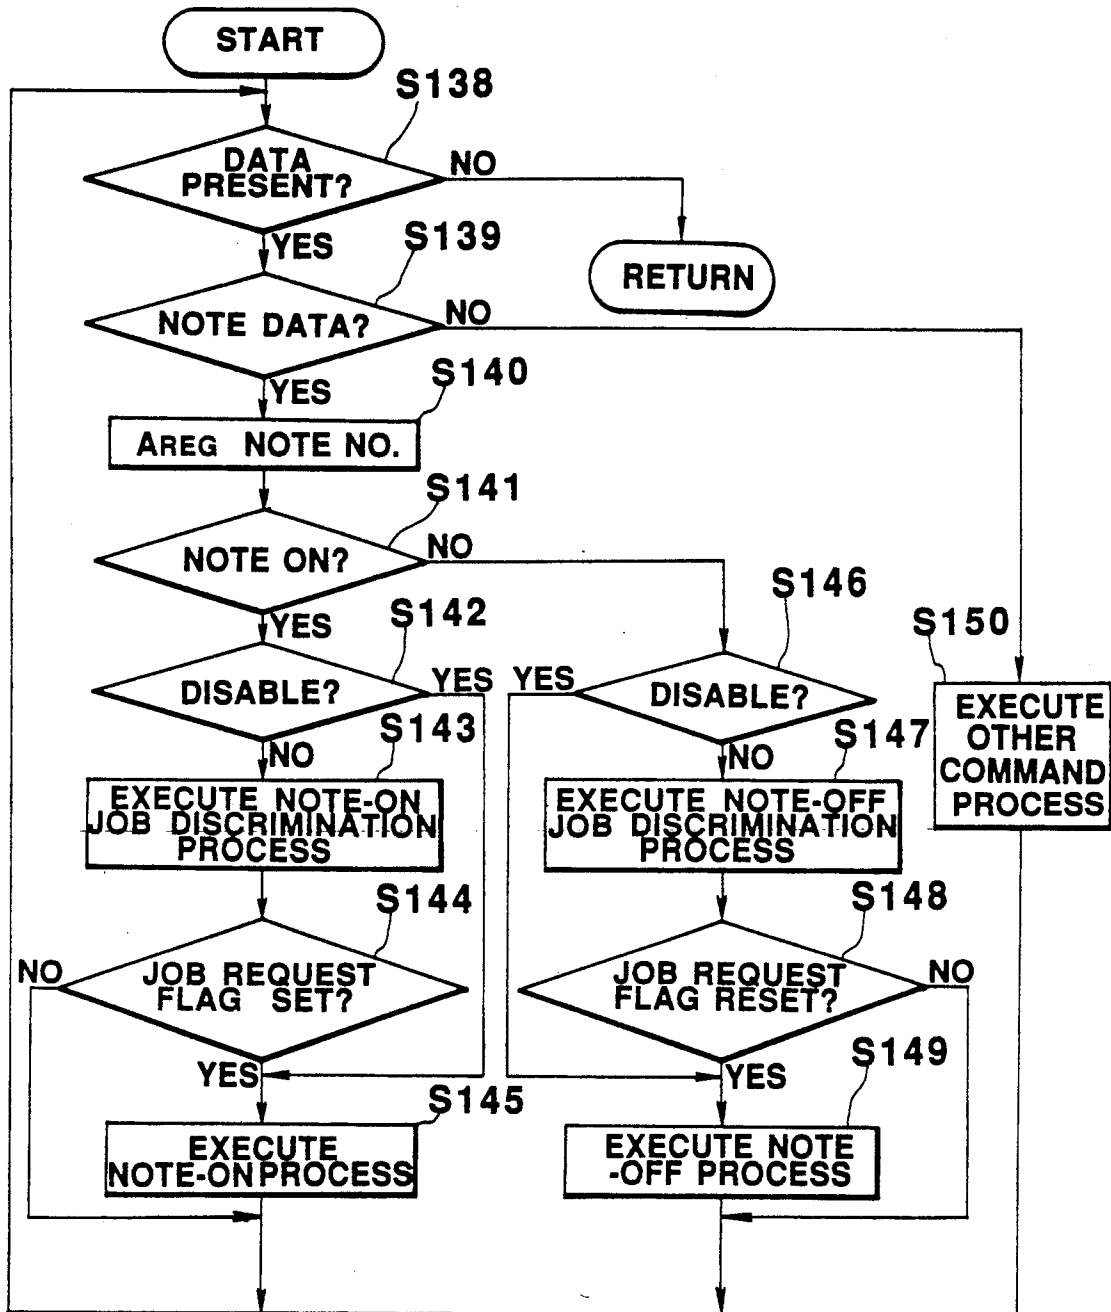 START
S138
DATA
PRESENT?
NO
YES
S139
RETURN
NOTE DATA?
NO
YES
S140
AREG NOTE NO.
S141
NOTE ON?
NO
YES
S142
S146
S150
DISABLE?
YES
YES
DISABLE?
NO
S143
NO
S147
EXECUTE
OTHER
COMMAND
PROCESS
EXECUTE NOTE-ON
JOB DISCRIMINATION
PROCESS
EXECUTE NOTE-OFF
JOB DISCRIMINATION
PROCESS
S144
S148
NO
JOB REQUEST
FLAG SET?
JOB REQUEST
FLAG RESET?
NO
YES
YES
S145
S149
EXECUTE
NOTE-ON PROCESS
EXECUTE NOTE
-OFF PROCESS